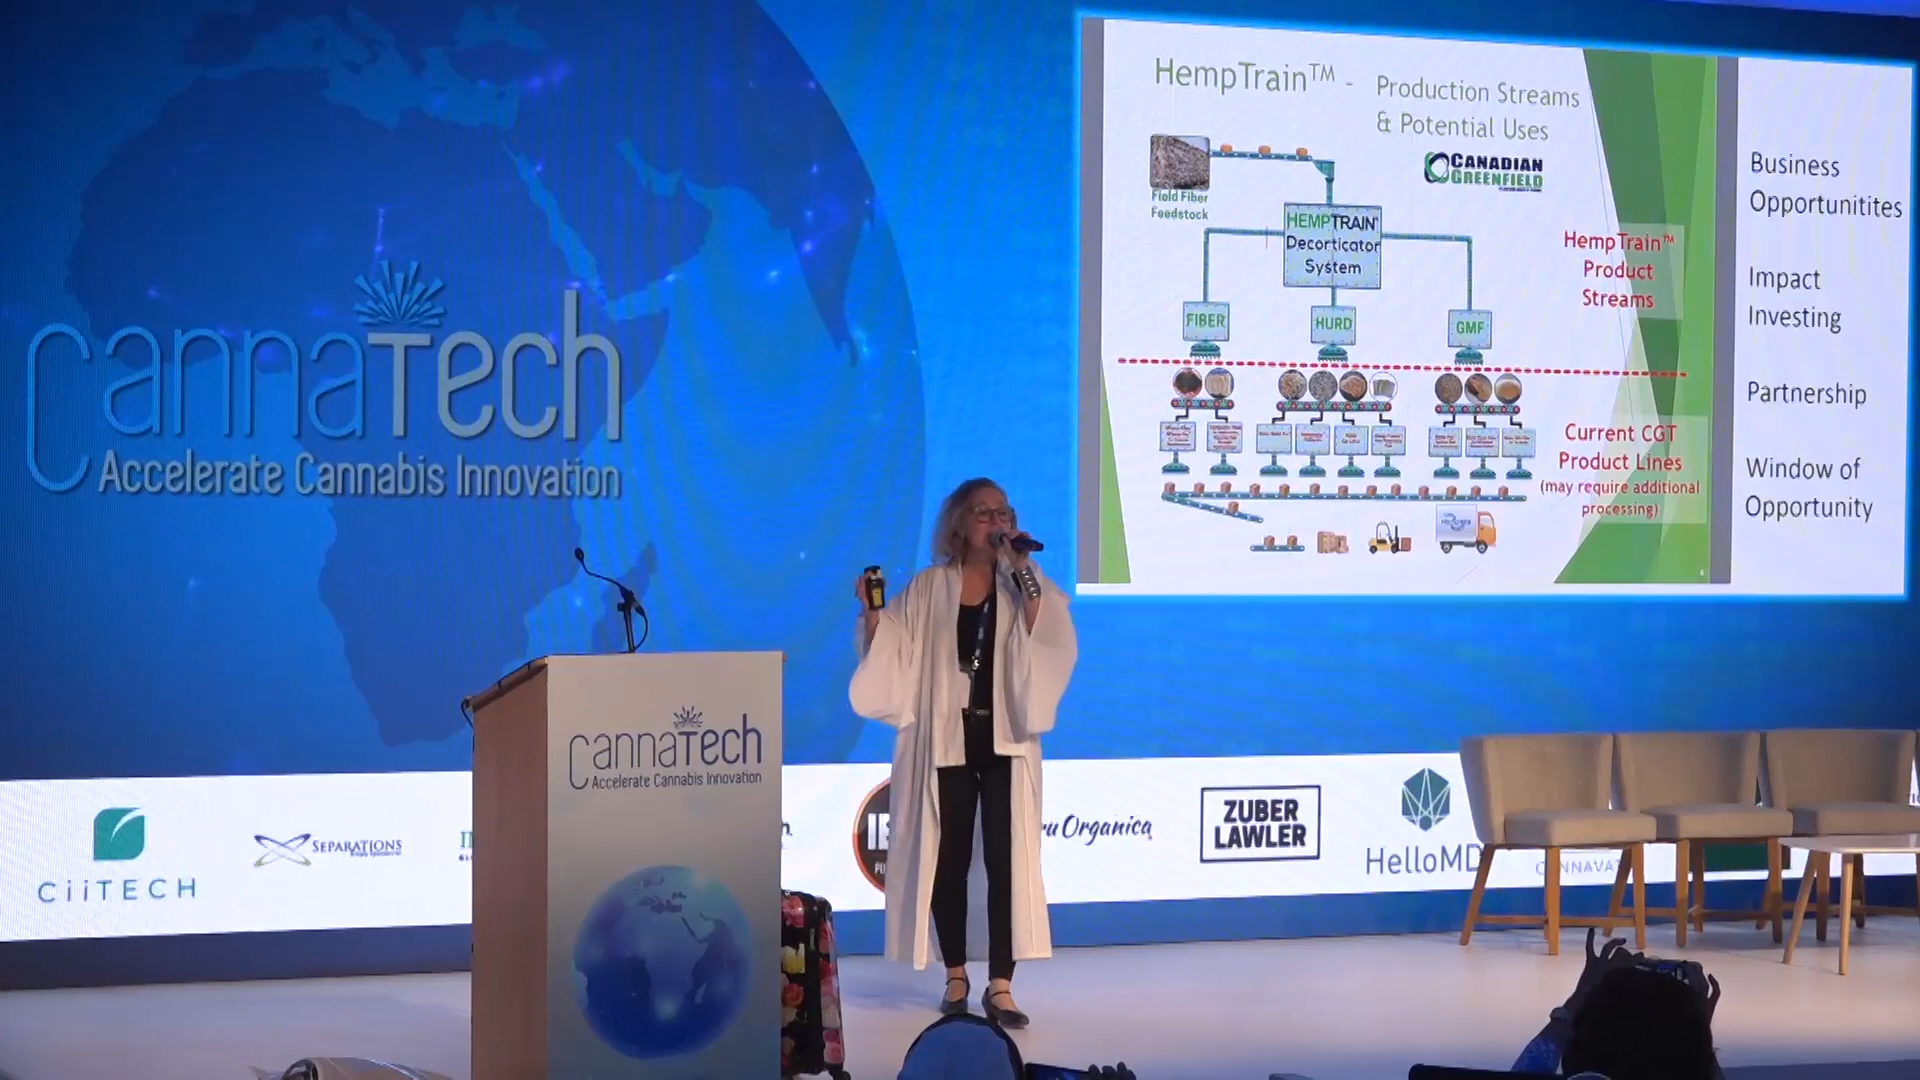 cannaTech
Accelerate Cannabis Innovation
HempTrain™ - Production Streams
& Potential Uses
CANADIAN
GREENFIELD
Field Fiber
Feedstock
HEMPTRAIN
Decorticator
System
FIBER
HURD
GMF
HempTrain™
Product
Streams
Current CGT
Product Lines
(may require additional
processing)
Business
Opportunitites
Impact
Investing
Partnership
Window of
Opportunity
cannaTech
Accelerate Cannabis Innovation
CiiTECH
SEPARATIONS
Organica
ZUBER
LAWLER
HelloMD